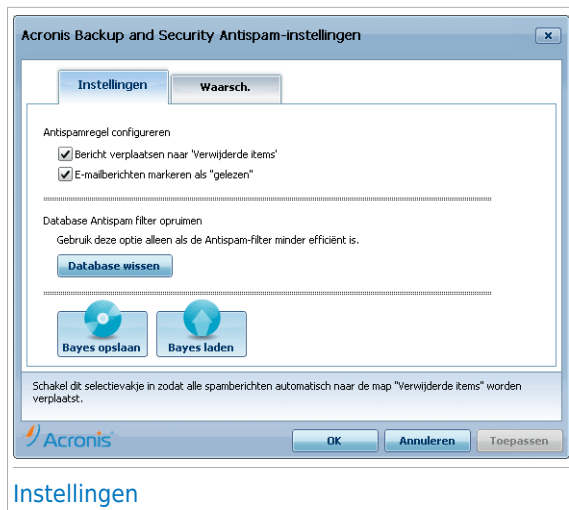 Acronis Backup and Security Antispam-instellingen
Instellingen
Waarsch.
Antispamregel configureren
Bericht verplaatsen naar 'Verwijderde items'
E-mailberichten markeren als "gelezen"
Database Antispam filter opruimen
Gebruik deze optie alleen als de Antispam-filter minder efficiënt is.
Database wissen
Bayes opslaan
Bayes laden
Schakel dit selectievakje in zodat alle spamberichten automatisch naar de map "Verwijderde items" worden
verplaatst.
Acronis
OK
Annuleren
Toepassen
Instellingen